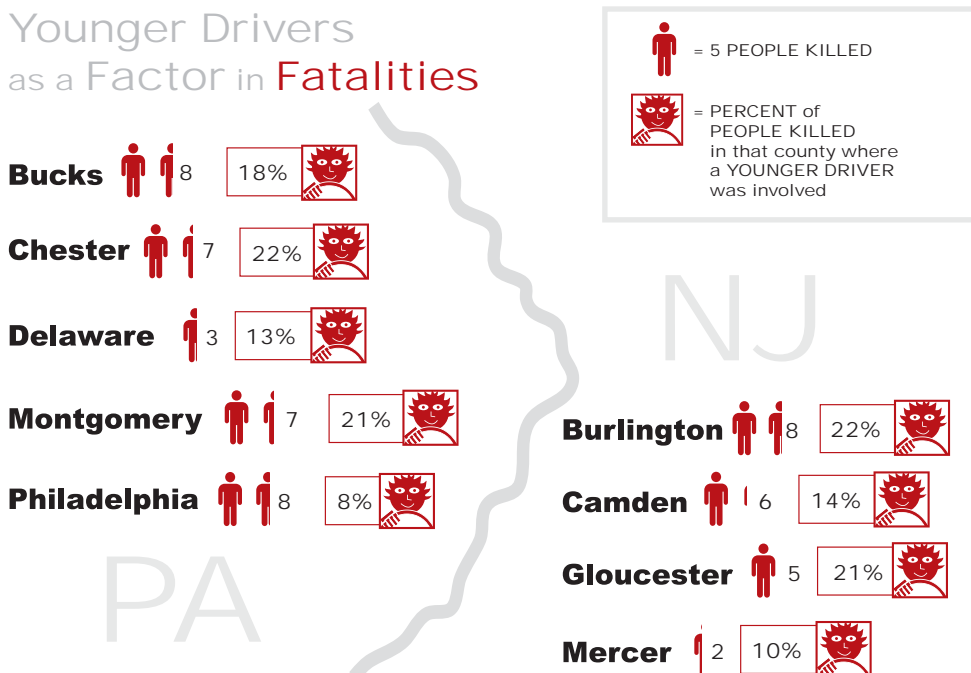 Younger Drivers
as a Factor in Fatalities
= 5 PEOPLE KILLED
= PERCENT of
PEOPLE KILLED
in that county where
a YOUNGER DRIVER
was involved
Bucks 8 18%
Chester 7 22%
Delaware 3 13%
Montgomery 7 21%
Philadelphia 8 8%
PA
NJ
Burlington 8 22%
Camden 6 14%
Gloucester 5 21%
Mercer 2 10%